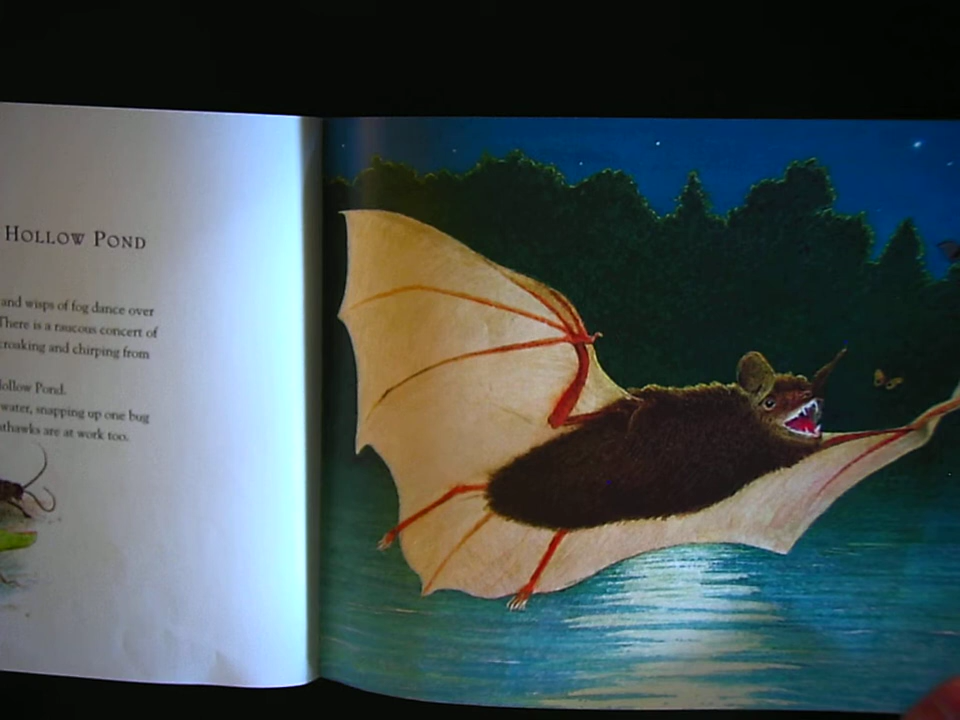 HOLLOW POND
and wisps of fog dance over
There is a raucous concert of
croaking and chirping from
Hollow Pond.
water, snapping up one bug
are at work too.